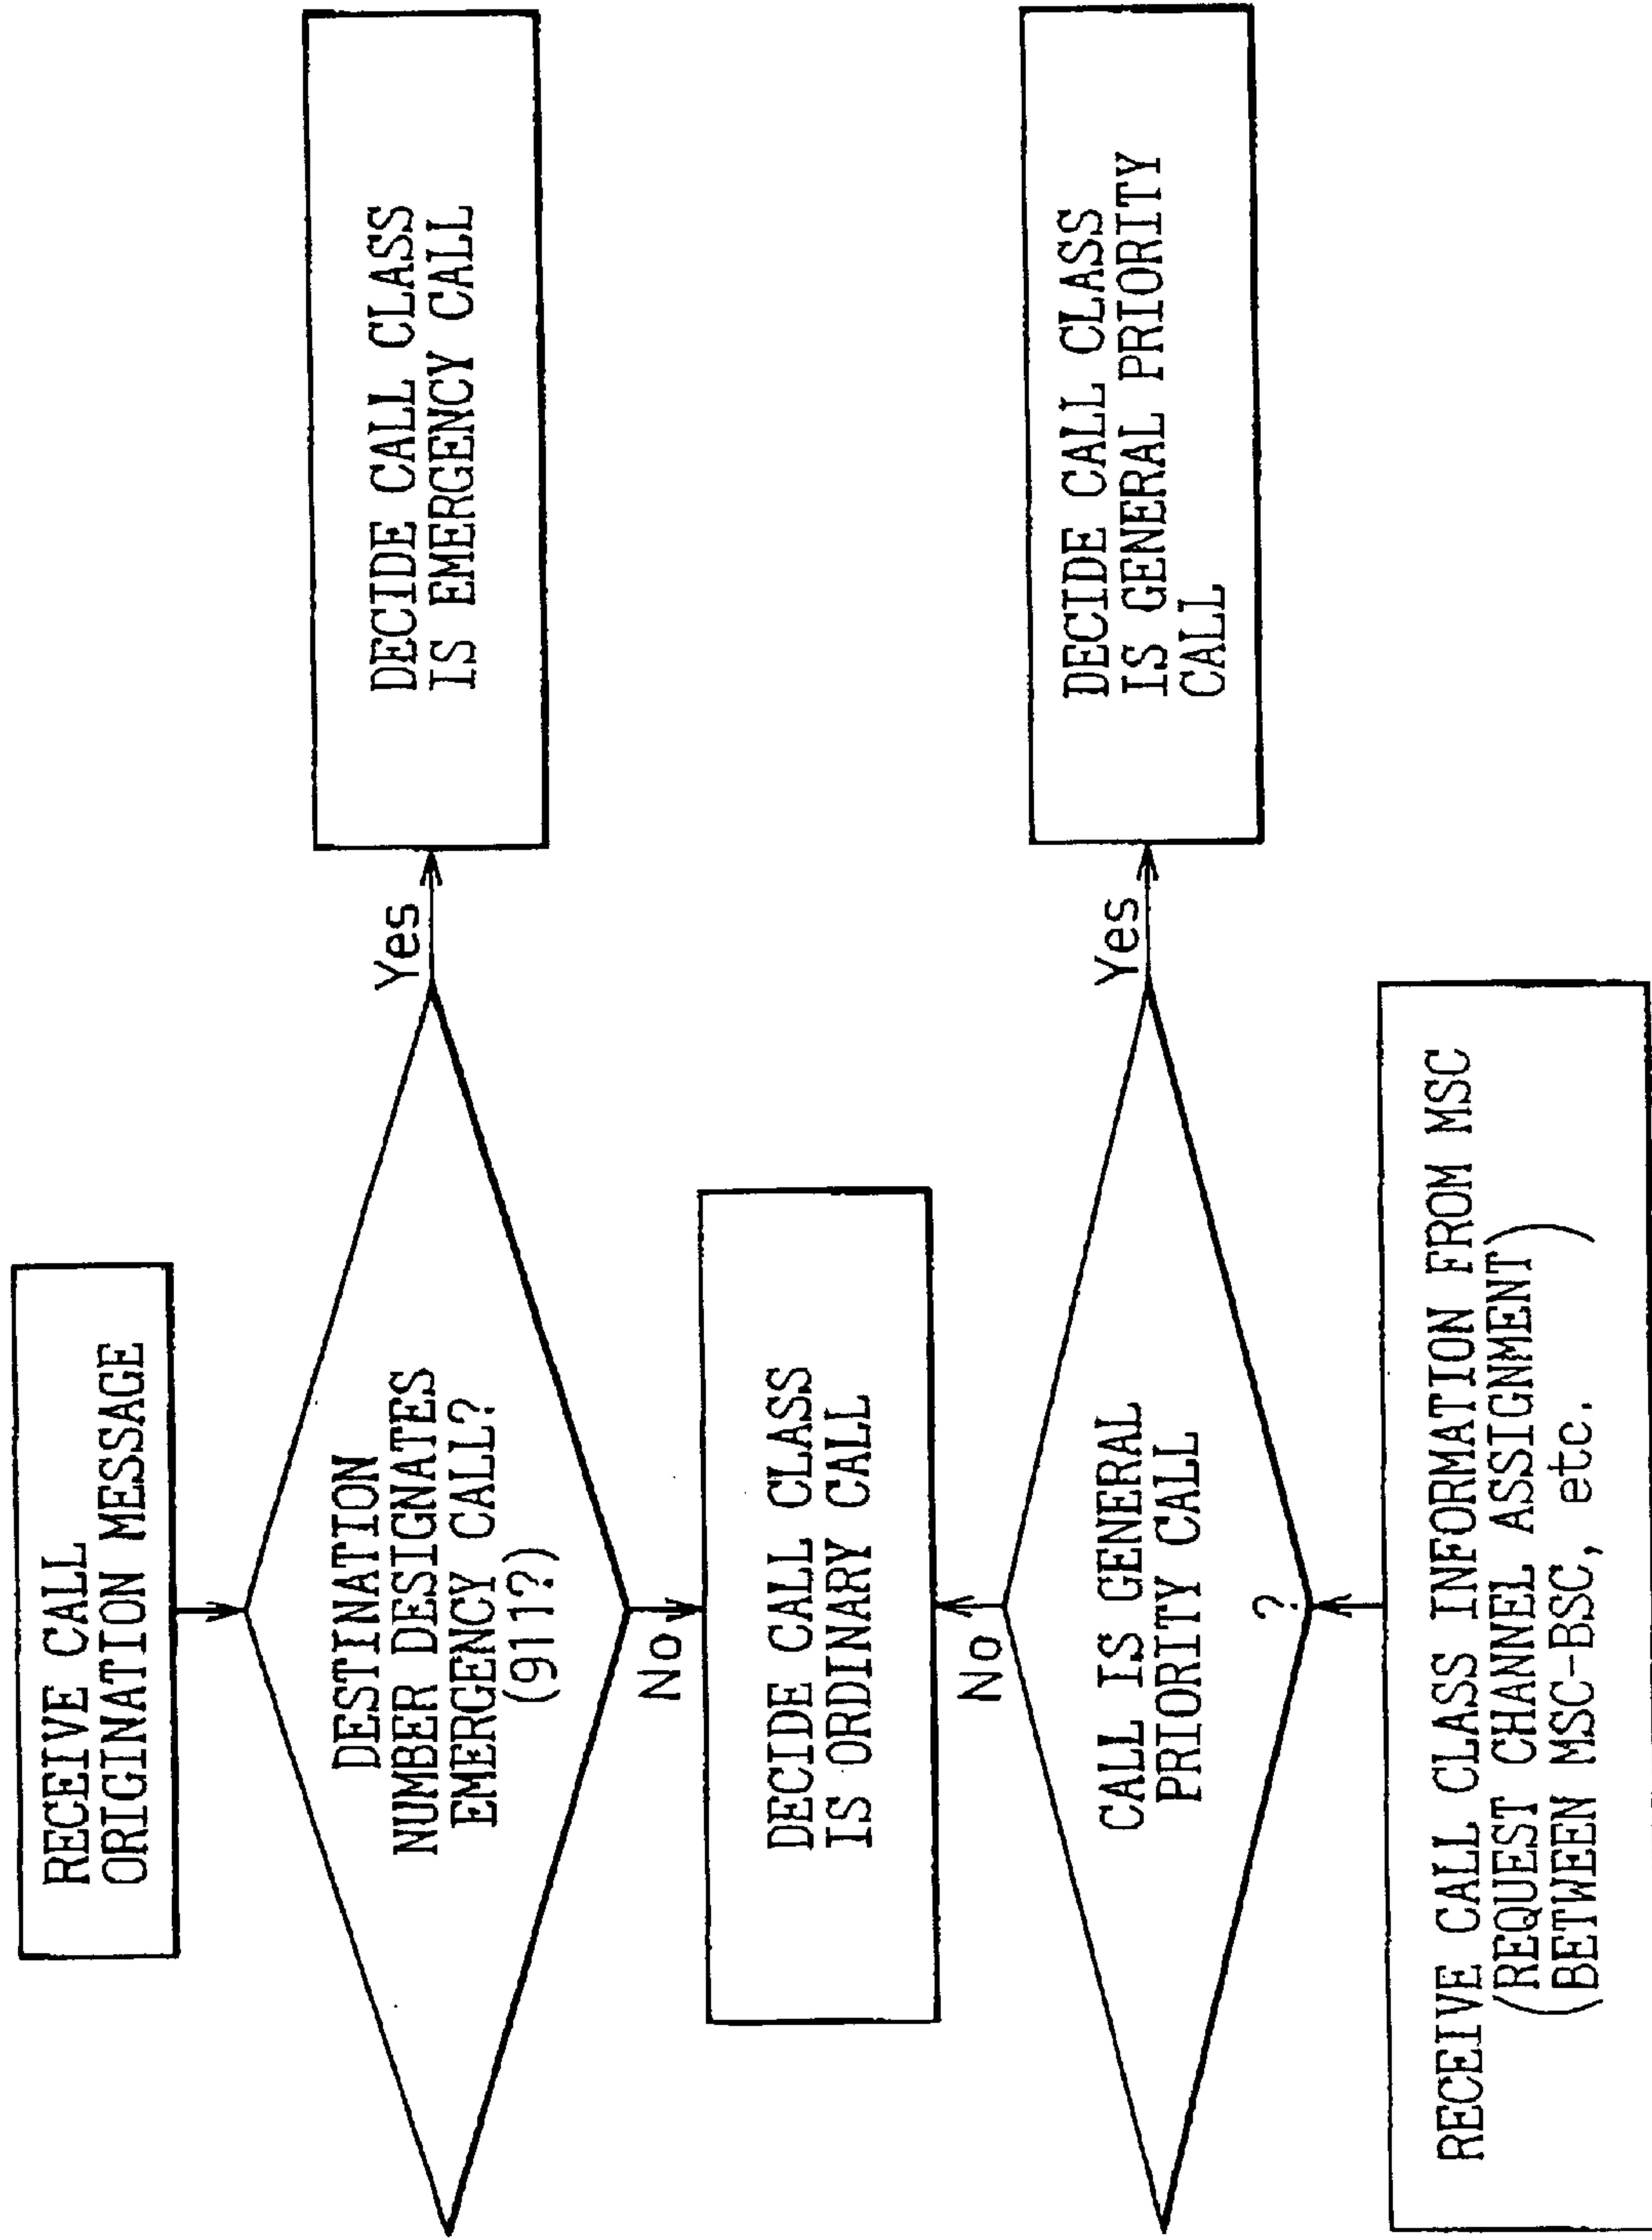 RECEIVE CALL
ORIGINATION MESSAGE
DESTINATION
NUMBER DESIGNATES
EMERGENCY CALL?
(911?)
Yes
DECIDE CALL CLASS
IS EMERGENCY CALL
No
DECIDE CALL CLASS
IS ORDINARY CALL
No
CALL IS GENERAL
PRIORITY CALL
?
Yes
DECIDE CALL CLASS
IS GENERAL PRIORITY
CALL
RECEIVE CALL CLASS INFORMATION FROM MSC
(REQUEST CHANNEL ASSIGNMENT)
(BETWEEN MSC-BSC, etc. )